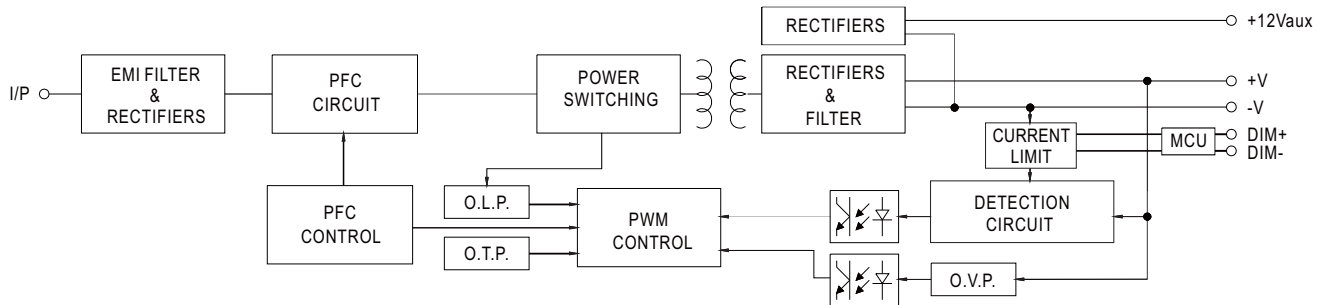 RECTIFIERS
+12Vaux
I/P
EMI FILTER
&
RECTIFIERS
PFC
CIRCUIT
POWER
SWITCHING
RECTIFIERS
&
FILTER
+V
-V
CURRENT
LIMIT
MCU
DIM+
DIM-
PFC
CONTROL
O.L.P.
O.T.P.
PWM
CONTROL
DETECTION
CIRCUIT
O.V.P.